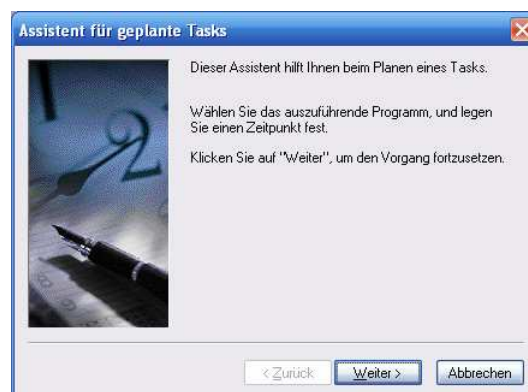 Assistent für geplante Tasks
Dieser Assistent hilft Ihnen beim Planen eines Tasks.
Wählen Sie das auszuführende Programm, und legen
Sie einen Zeitpunkt fest.
Klicken Sie auf "Weiter", um den Vorgang fortzusetzen.
2
< Zurück
Weiter >
Abbrechen